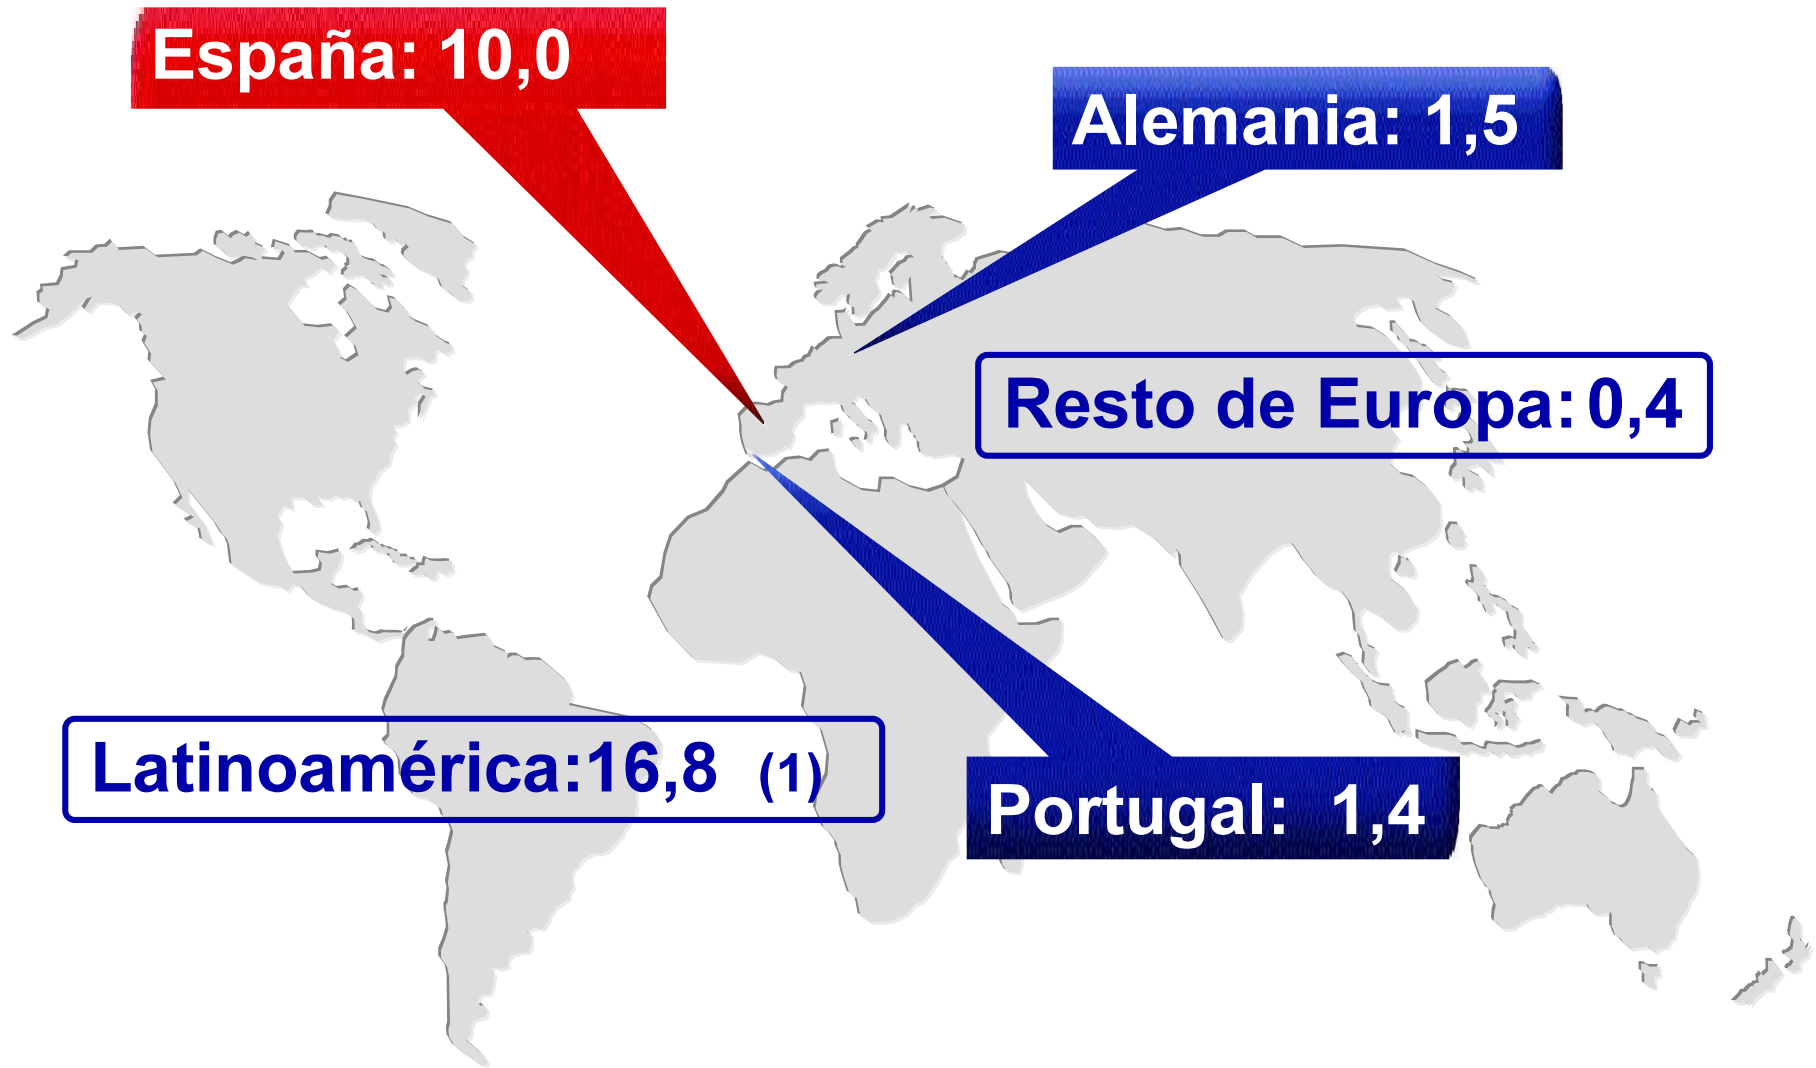 España: 10,0
Alemania: 1,5
Resto de Europa: 0,4
Latinoamérica:16,8 (1)
Portugal: 1,4